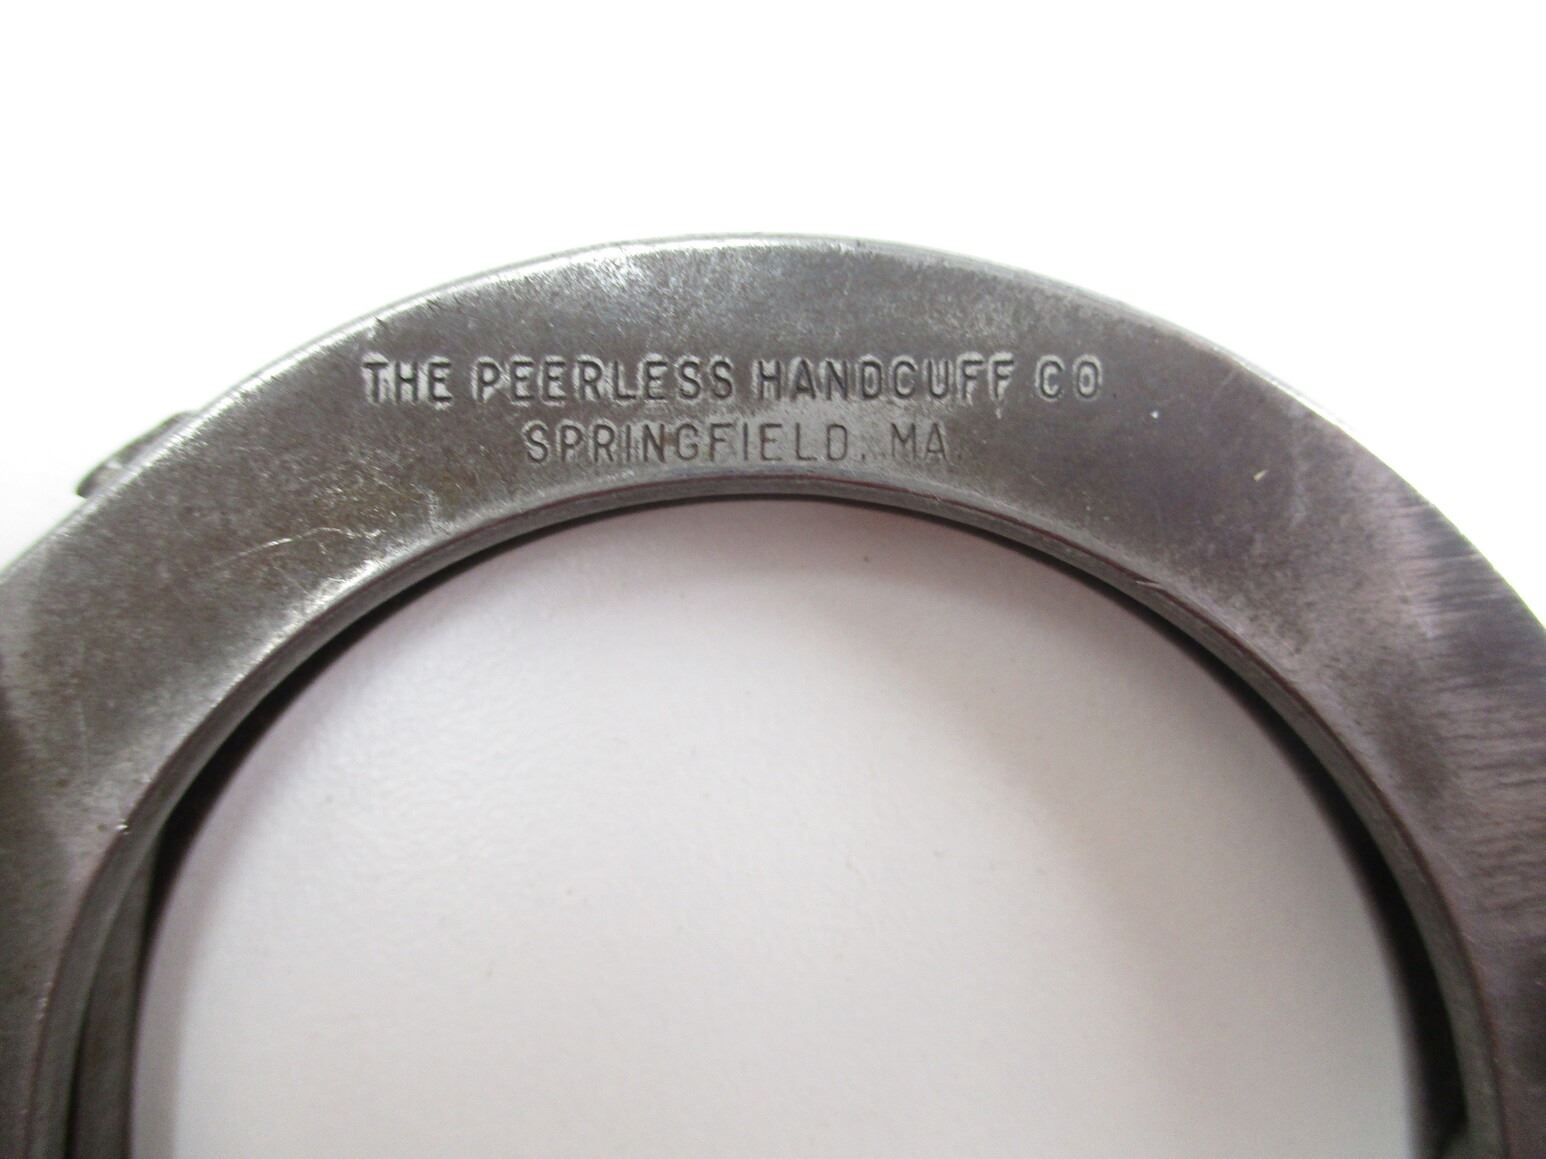 THE PEERLESS HANDCUFF CO.
SPRINGFIELD, MA.